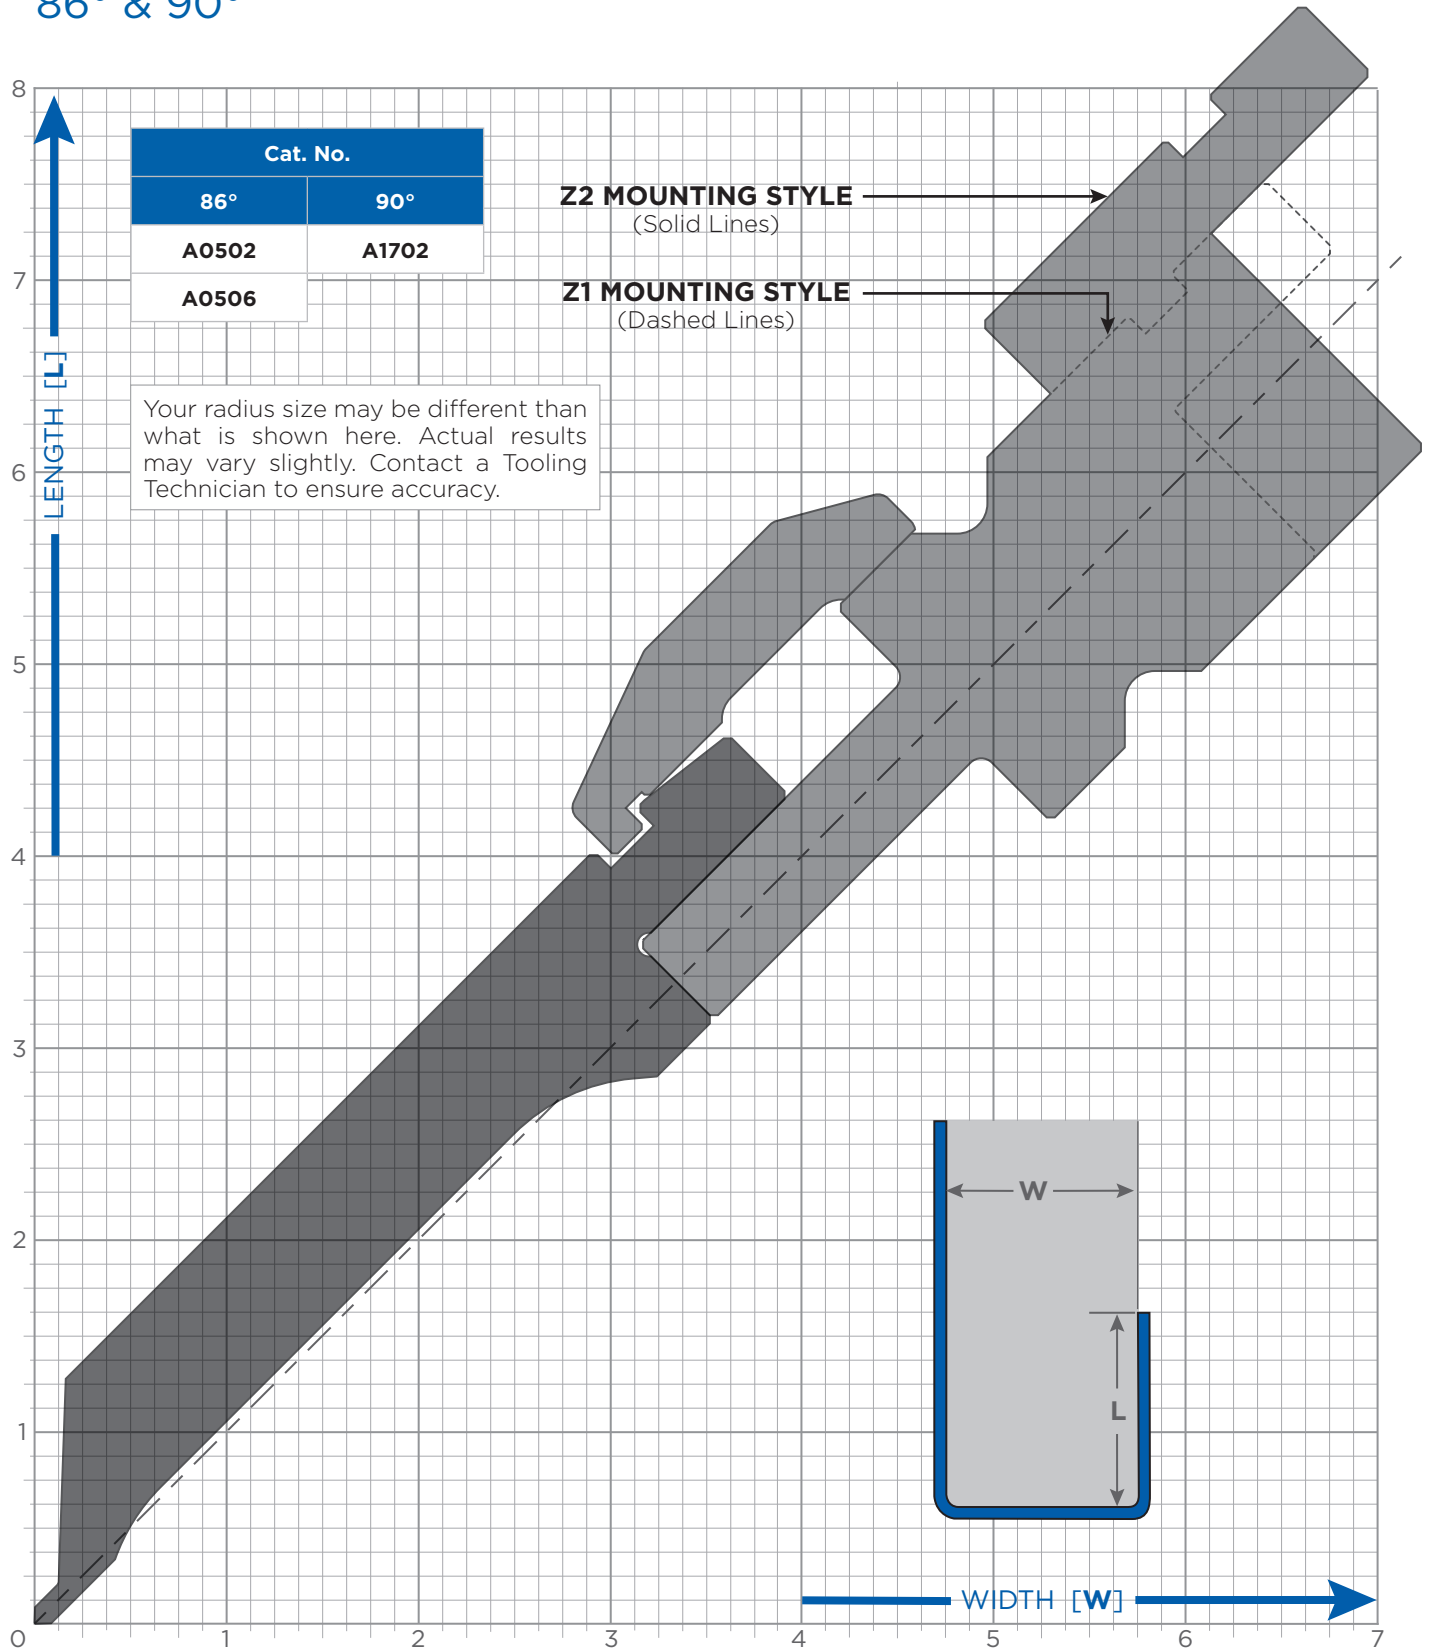 86° & 90°
8
Cat. No.
86° 90°
A0502 A1702
A0506
Z2 MOUNTING STYLE
(Solid Lines)
7
Z1 MOUNTING STYLE
(Dashed Lines)
LENGTH [L]
Your radius size may be different than
what is shown here. Actual results
may vary slightly. Contact a Tooling
Technician to ensure accuracy.
6
5
4
3
2
W
1
L
WIDTH [W]
0 1 2 3 4 5 6 7